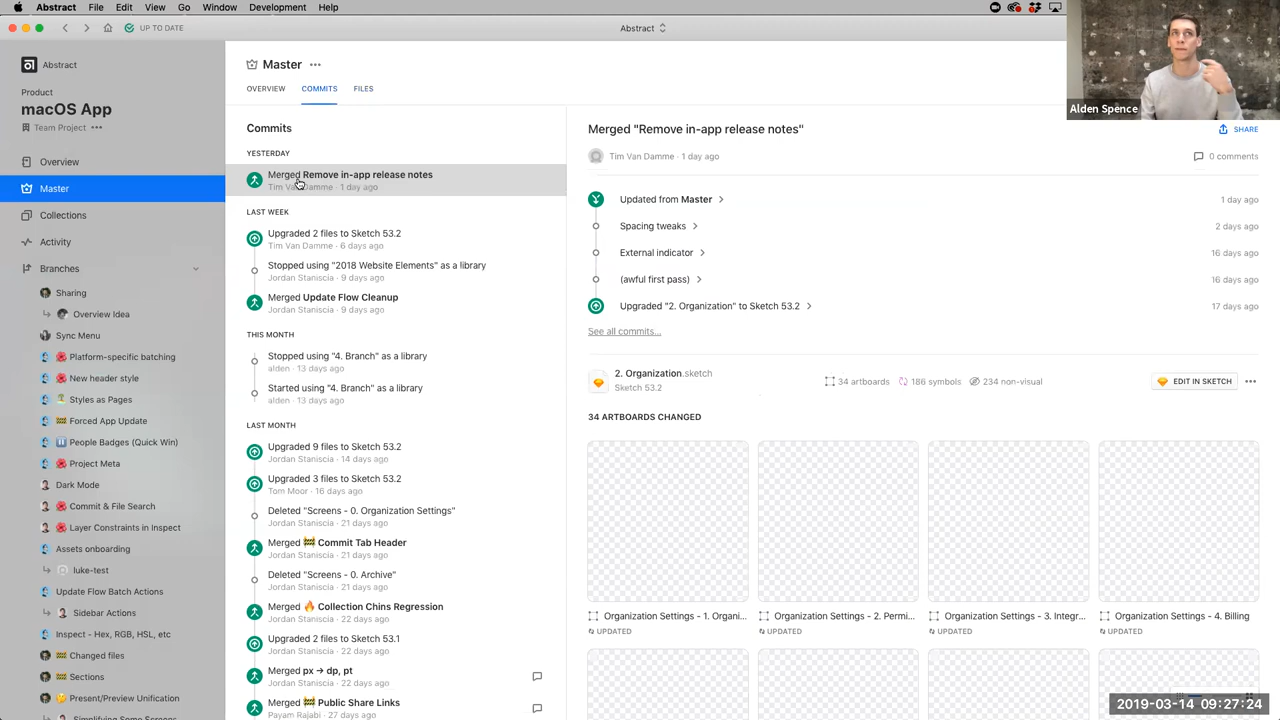 Abstract File Edit View Go Window Development Help
UP TO DATE
Abstract
Abstract
Product
macOS App
Team Project
Overview
Master
Collections
Activity
Branches
Sharing
Overview Idea
Sync Menu
Platform-specific batching
New header style
Styles as Pages
Forced App Update
People Badges (Quick Win)
Project Meta
Dark Mode
Commit & File Search
Layer Constraints in Inspect
Assets onboarding
luke-test
Update Flow Batch Actions
Sidebar Actions
Inspect - Hex, RGB, HSL, etc
Changed files
Sections
Present/Preview Unification
Simplifying Some Screens
Master
OVERVIEW COMMITS FILES
Commits
YESTERDAY
Merged Remove in-app release notes
Tim Van Damme · 1 day ago
LAST WEEK
Upgraded 2 files to Sketch 53.2
Tim Van Damme · 6 days ago
Stopped using "2018 Website Elements" as a library
Jordan Staniscia · 9 days ago
Merged Update Flow Cleanup
Jordan Staniscia · 9 days ago
THIS MONTH
Stopped using "4. Branch" as a library
alden · 13 days ago
Started using "4. Branch" as a library
alden · 13 days ago
LAST MONTH
Upgraded 9 files to Sketch 53.2
Jordan Staniscia · 14 days ago
Upgraded 3 files to Sketch 53.2
Tom Moor · 16 days ago
Deleted "Screens - 0. Organization Settings"
Jordan Staniscia · 21 days ago
Merged 🚧 Commit Tab Header
Jordan Staniscia · 21 days ago
Deleted "Screens - 0. Archive"
Jordan Staniscia · 21 days ago
Merged 🔥 Collection Chins Regression
Jordan Staniscia · 22 days ago
Upgraded 2 files to Sketch 53.1
Jordan Staniscia · 22 days ago
Merged px → dp, pt
Jordan Staniscia · 22 days ago
Merged 🚧 Public Share Links
Payam Rajabi · 27 days ago
Merged "Remove in-app release notes"
SHARE
Tim Van Damme · 1 day ago
0 comments
Updated from Master 1 day ago
Spacing tweaks 2 days ago
External indicator 16 days ago
(awful first pass) 16 days ago
Upgraded "2. Organization" to Sketch 53.2 17 days ago
See all commits...
2. Organization.sketch
Sketch 53.2
34 artboards 186 symbols 234 non-visual
EDIT IN SKETCH
34 ARTBOARDS CHANGED
Organization Settings - 1. Organi...
UPDATED
Organization Settings - 2. Permi...
UPDATED
Organization Settings - 3. Integr...
UPDATED
Organization Settings - 4. Billing
UPDATED
Alden Spence
2019-03-14 09:27:24